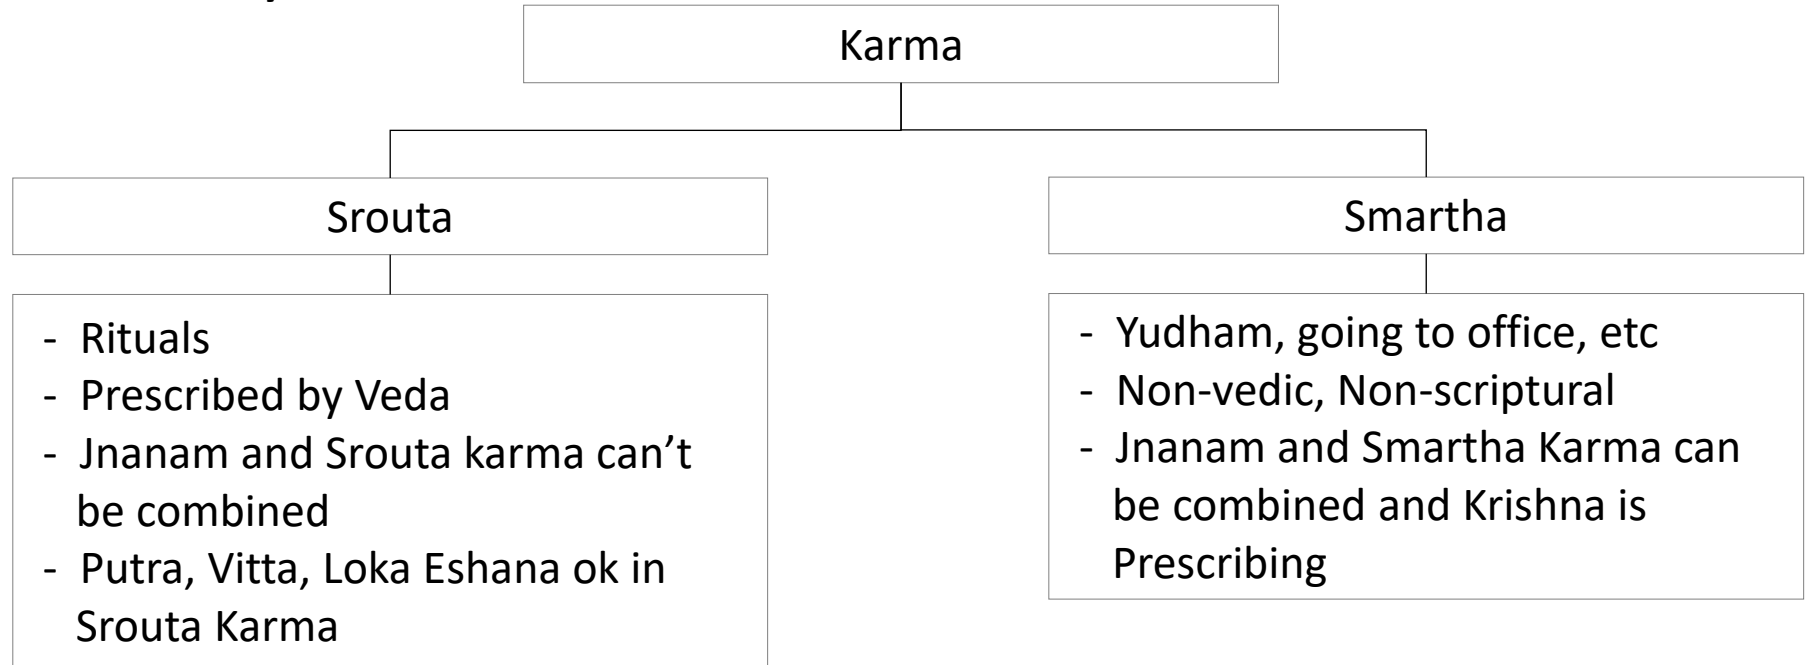 Karma
Srouta
Smartha
- Rituals
- Prescribed by Veda
- Jnanam and Srouta karma can’t
be combined
- Putra, Vitta, Loka Eshana ok in
Srouta Karma
- Yudham, going to office, etc
- Non-vedic, Non-scriptural
- Jnanam and Smartha Karma can
be combined and Krishna is
Prescribing